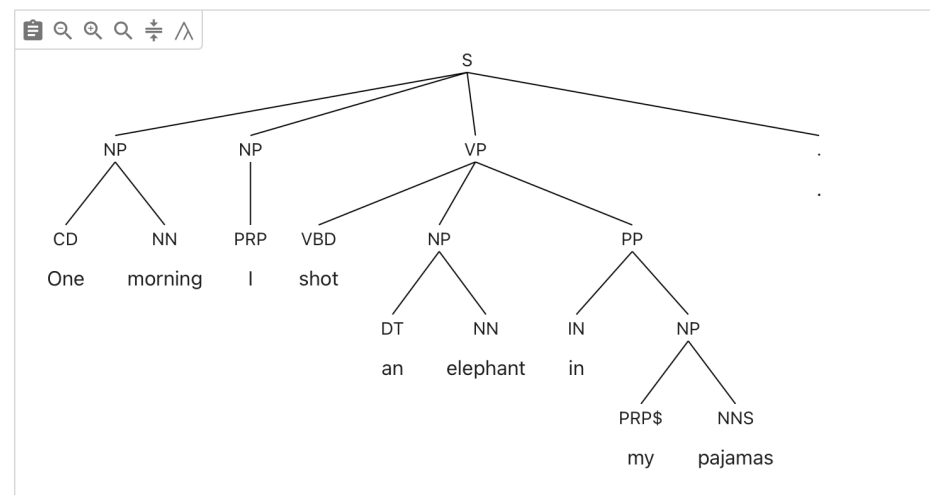 S
NP NP VP .
.
CD NN PRP VBD NP PP
One morning I shot
DT NN IN NP
an elephant in
PRP$ NNS
my pajamas